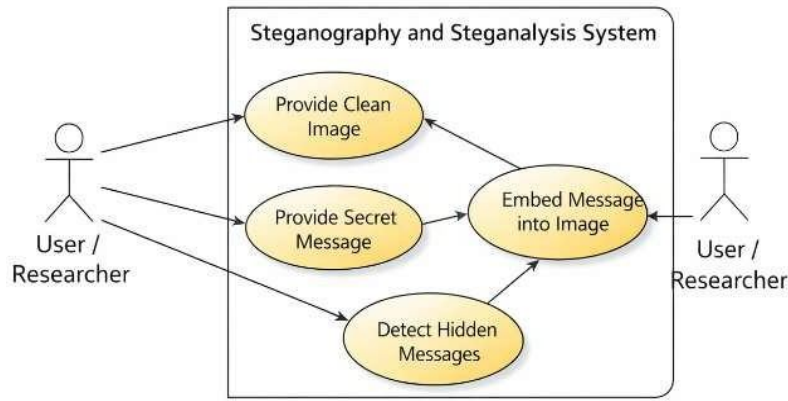 Steganography and Steganalysis System
Provide Clean
Image
User /
Researcher
Provide Secret
Message
Embed Message
into Image
User /
Researcher
Detect Hidden
Messages